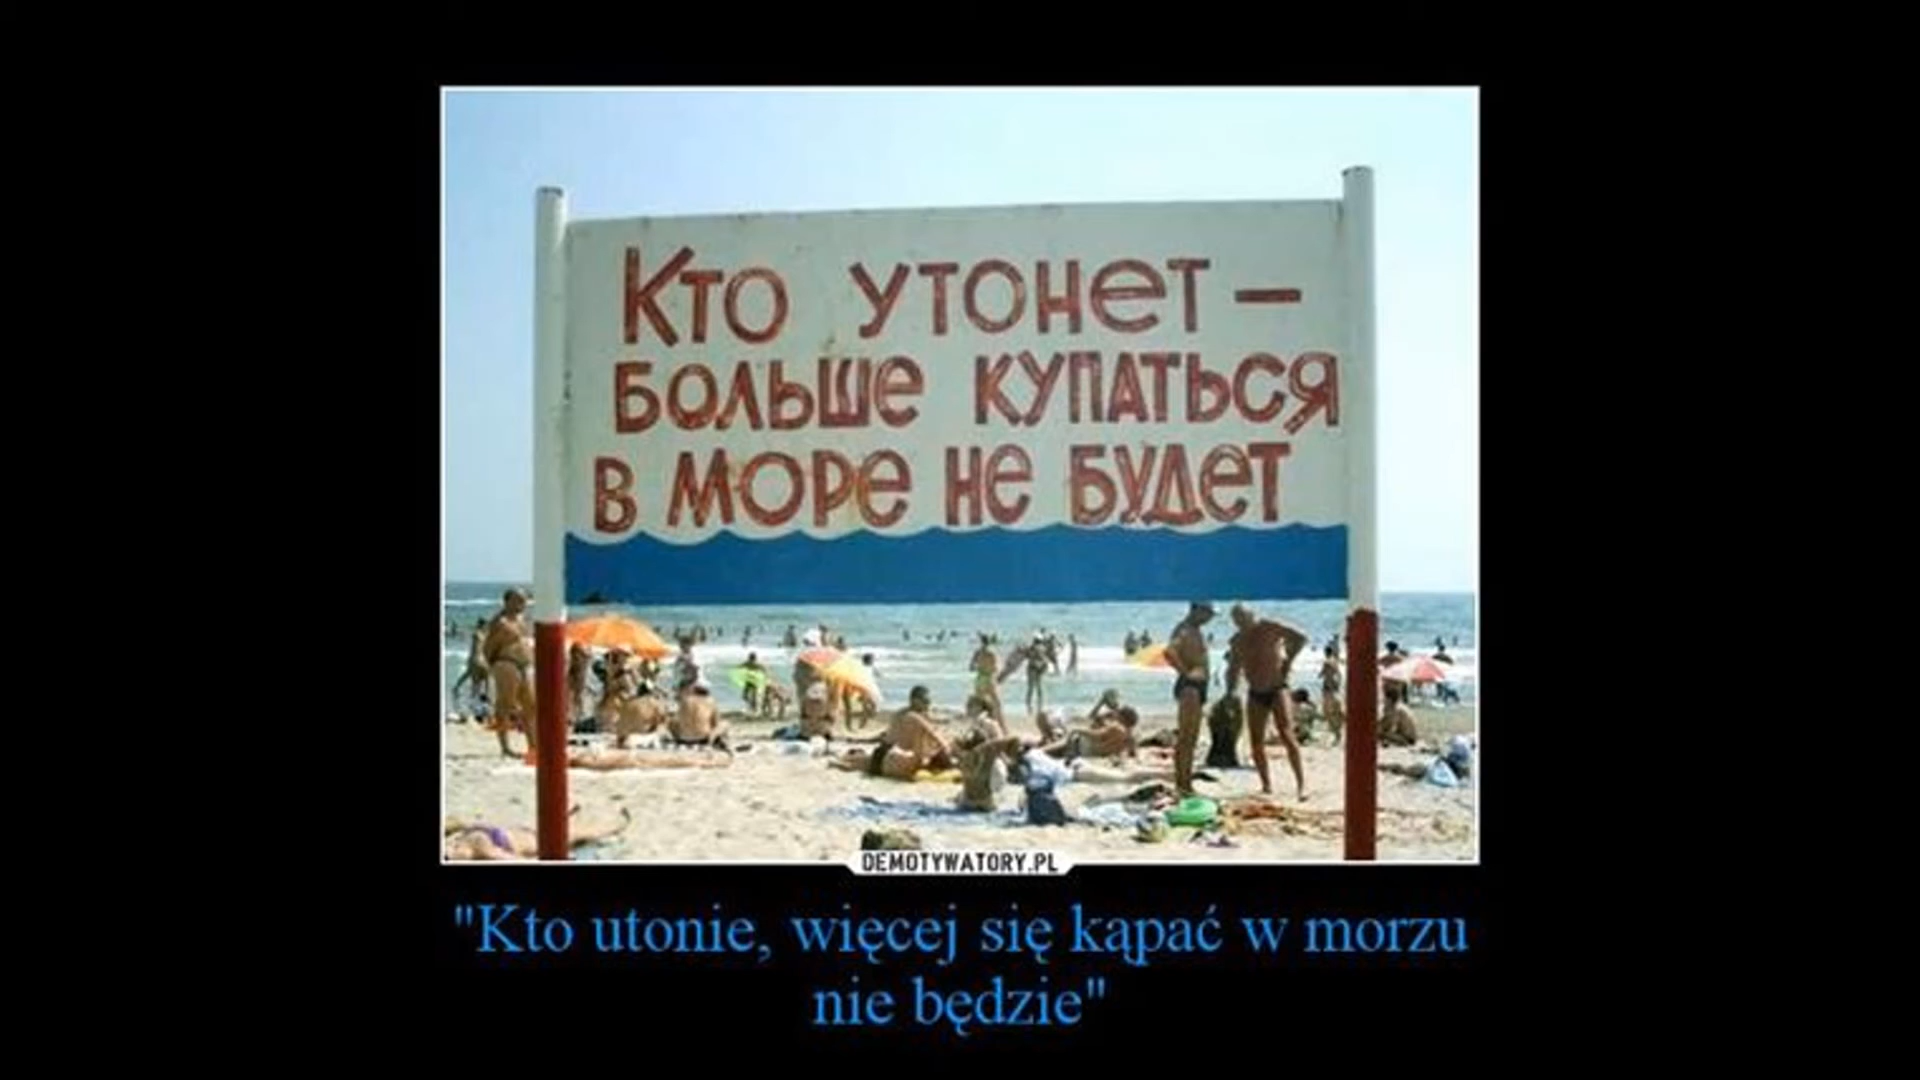 Кто утонет –
больше купаться
в море не будет
DEMOTYWATORY.PL
"Kto utonie, więcej się kąpać w morzu
nie będzie"